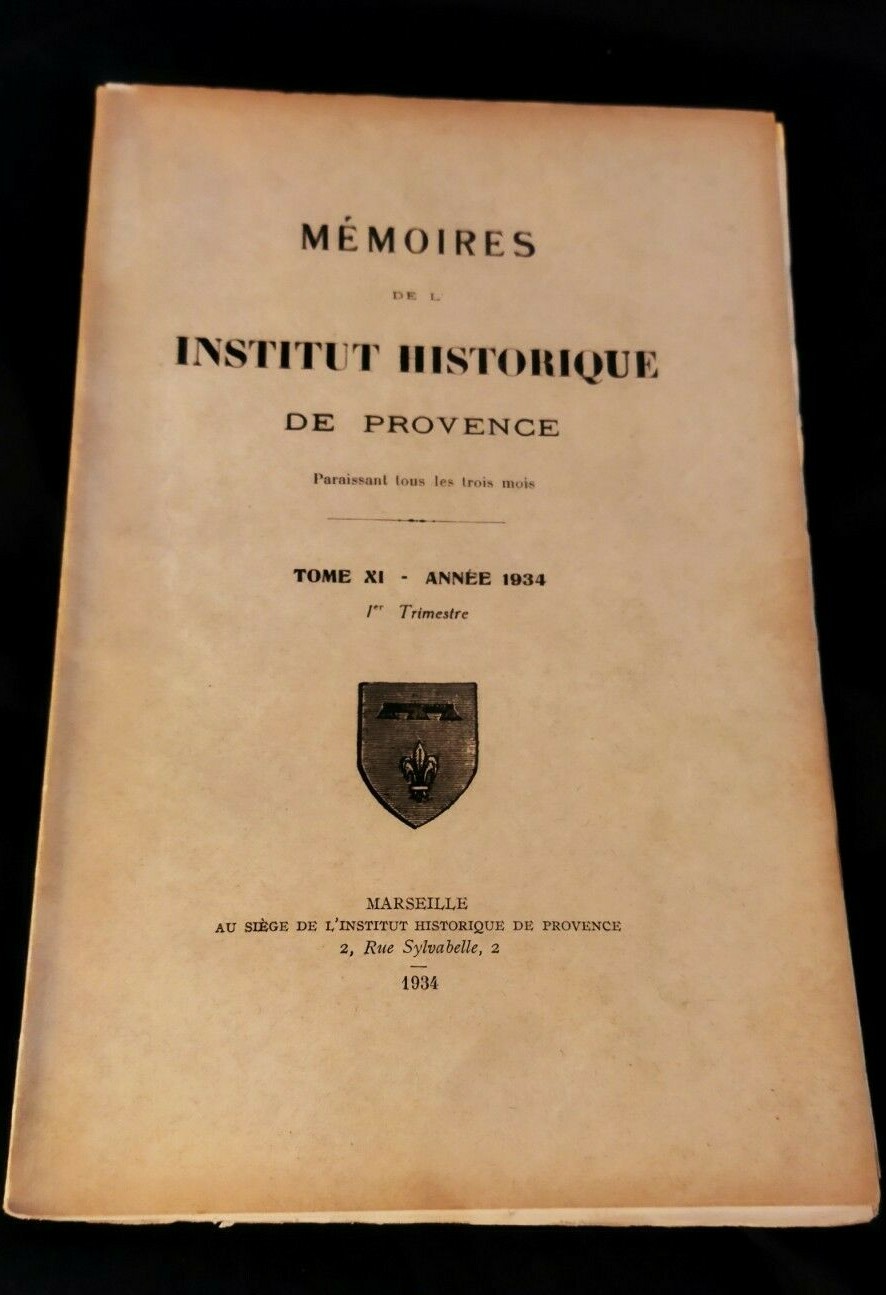 MÉMOIRES
DE L
INSTITUT HISTORIQUE
DE PROVENCE
Paraissant tous les trois mois
TOME XI - ANNÉE 1934
1er Trimestre
MARSEILLE
AU SIÈGE DE L'INSTITUT HISTORIQUE DE PROVENCE
2, Rue Sylvabelle, 2
1934